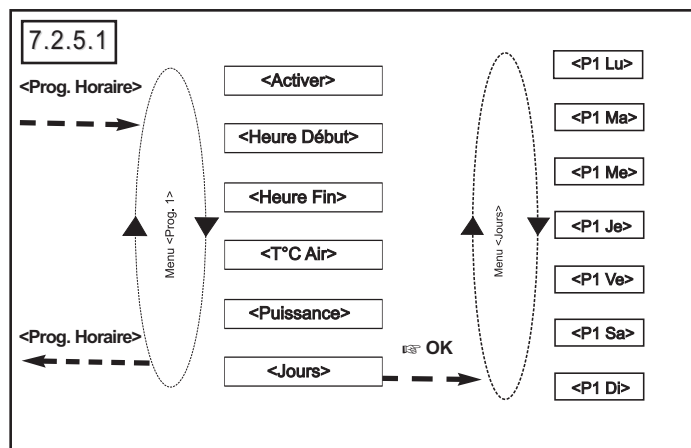 7.2.5.1
<Prog. Horaire>
Menu <Prog. 1>
<Prog. Horaire>
<Activer>
<Heure Début>
<Heure Fin>
<T°C Air>
<Puissance>
<Jours>
☞ OK
Menu <Jours>
<P1 Lu>
<P1 Ma>
<P1 Me>
<P1 Je>
<P1 Ve>
<P1 Sa>
<P1 Di>